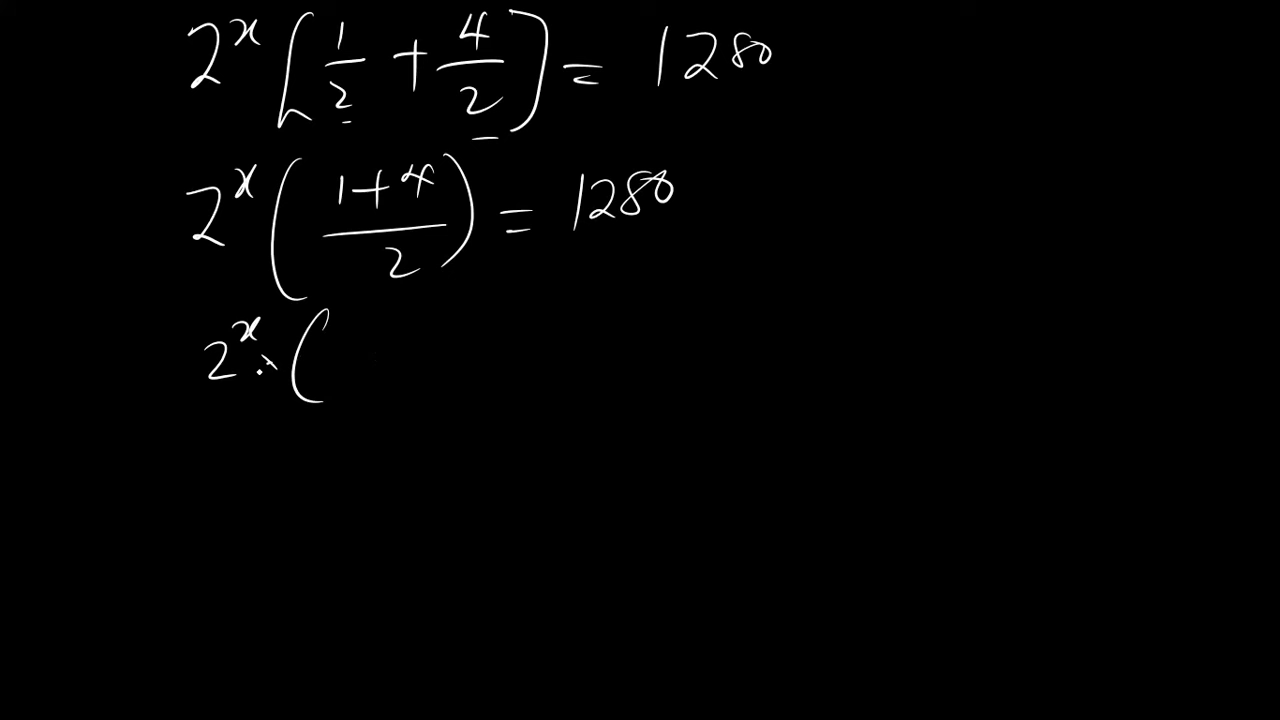 2^x [1/2 + 4/2] = 1280
2^x ((1+4)/2) = 1280
2^x · (